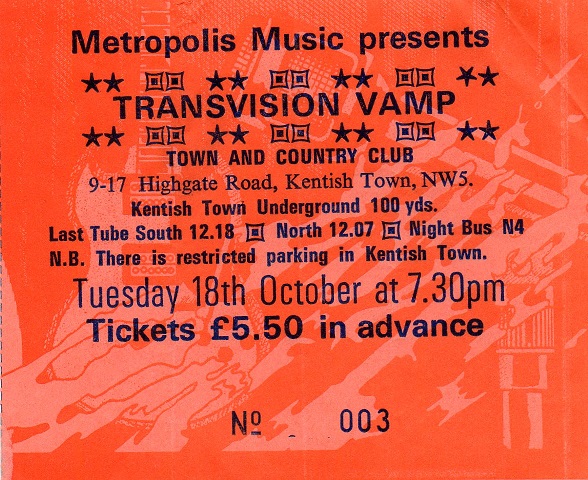 Metropolis Music presents
TRANSVISION VAMP
TOWN AND COUNTRY CLUB
9-17 Highgate Road, Kentish Town, NW5.
Kentish Town Underground 100 yds.
Last Tube South 12.18 North 12.07 Night Bus N4
N.B. There is restricted parking in Kentish Town.
Tuesday 18th October at 7.30pm
Tickets £5.50 in advance
Nº 003